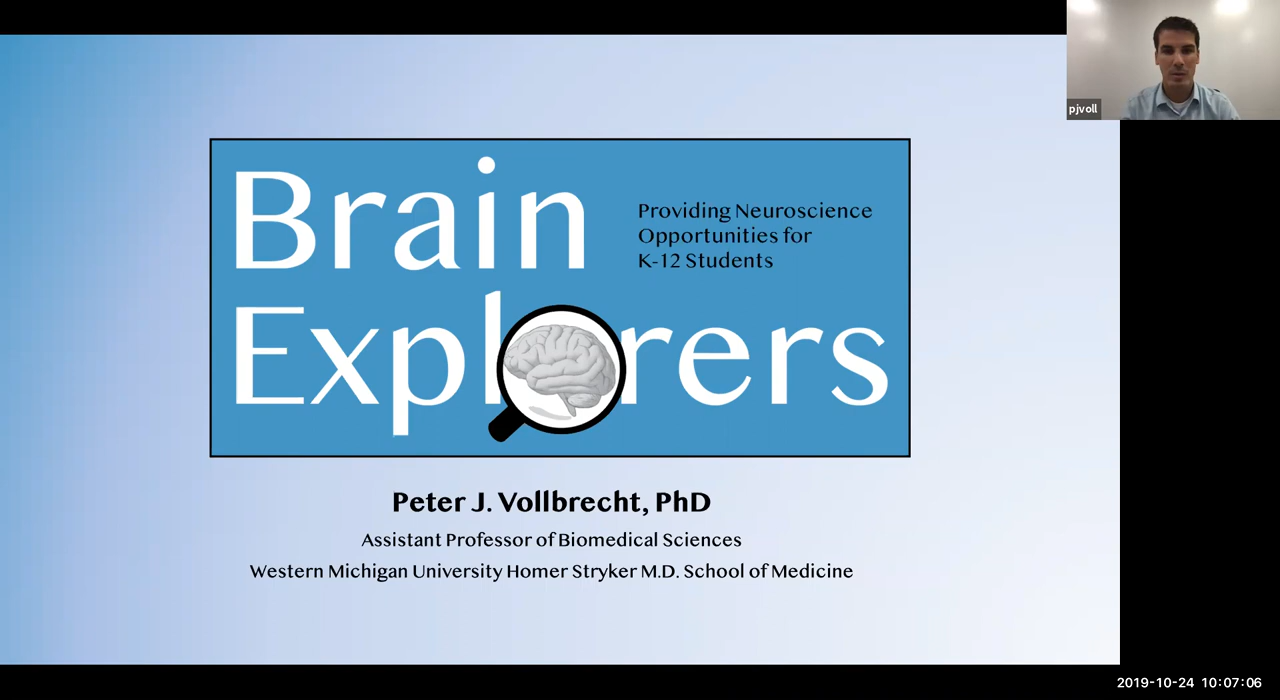 pjvoll
Brain
Explorers
Providing Neuroscience
Opportunities for
K-12 Students
Peter J. Vollbrecht, PhD
Assistant Professor of Biomedical Sciences
Western Michigan University Homer Stryker M.D. School of Medicine
2019-10-24 10:07:06